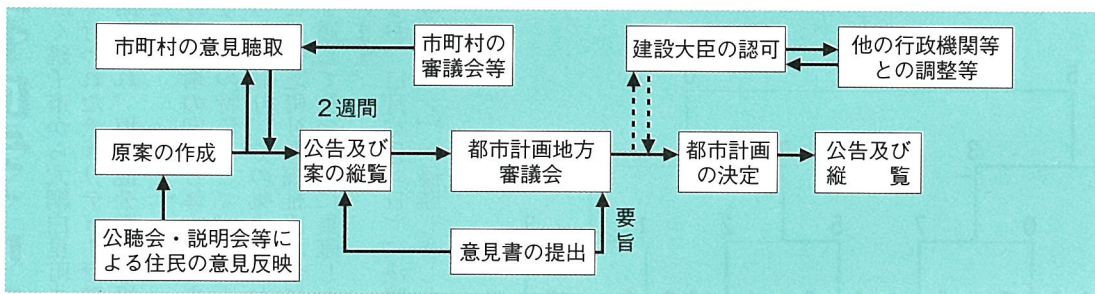 市町村の意見聴取
市町村の
審議会等
建設大臣の認可
他の行政機関等
との調整等
2週間
原案の作成
公告及び
案の縦覧
都市計画地方
審議会
都市計画
の決定
公告及び
縦　覧
公聴会・説明会等に
よる住民の意見反映
意見書の提出
要旨